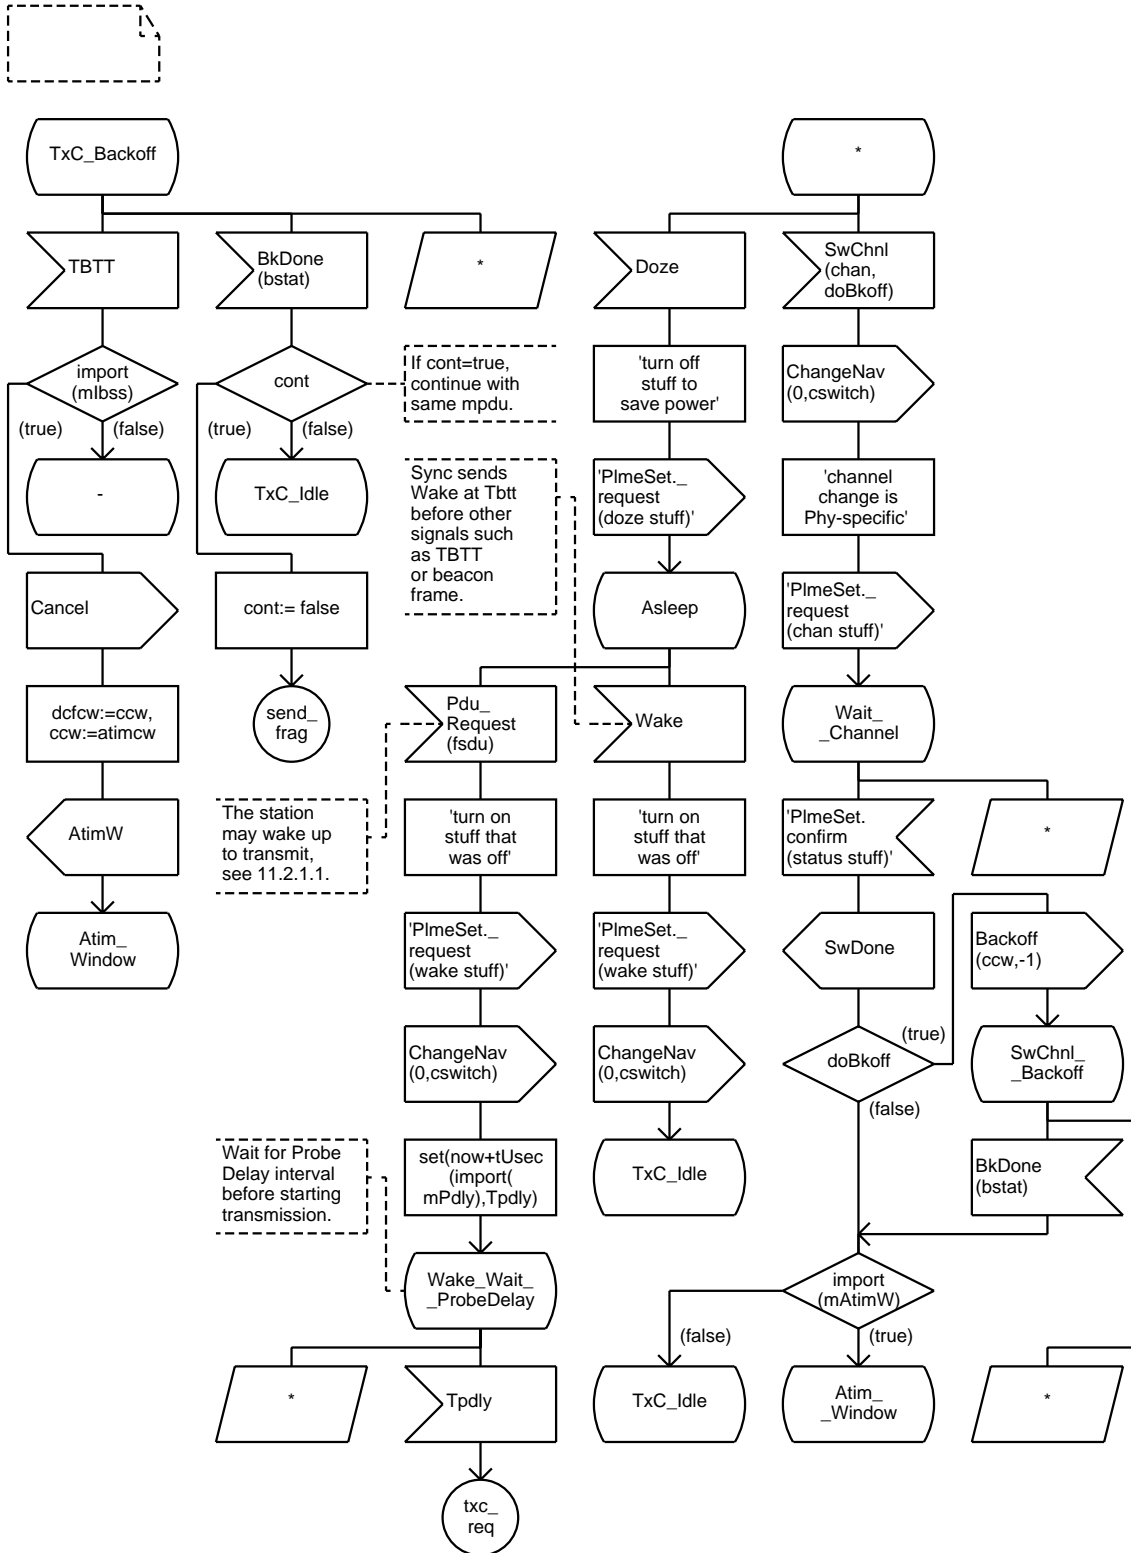 TxC_Backoff
*
TBTT
BkDone
(bstat)
*
Doze
SwChnl
(chan,
doBkoff)
import
(mIbss)
(true)
(false)
cont
(true)
(false)
If cont=true,
continue with
same mpdu.
'turn off
stuff to
save power'
ChangeNav
(0,cswitch)
-
TxC_Idle
Sync sends
Wake at Tbtt
before other
signals such
as TBTT
or beacon
frame.
'PlmeSet._
request
(doze stuff)'
'channel
change is
Phy-specific'
Cancel
cont:= false
Asleep
'PlmeSet._
request
(chan stuff)'
dcfcw:=ccw,
ccw:=atimcw
send_
frag
Pdu_
Request
(fsdu)
Wake
Wait_
_Channel
AtimW
The station
may wake up
to transmit,
see 11.2.1.1.
'turn on
stuff that
was off'
'turn on
stuff that
was off'
'PlmeSet.
confirm
(status stuff)'
*
Atim_
Window
'PlmeSet._
request
(wake stuff)'
'PlmeSet._
request
(wake stuff)'
SwDone
Backoff
(ccw,-1)
ChangeNav
(0,cswitch)
ChangeNav
(0,cswitch)
doBkoff
(true)
(false)
SwChnl_
_Backoff
Wait for Probe
Delay interval
before starting
transmission.
set(now+tUsec
(import(
mPdly),Tpdly)
TxC_Idle
BkDone
(bstat)
Wake_Wait_
_ProbeDelay
import
(mAtimW)
(false)
(true)
*
Tpdly
TxC_Idle
Atim_
_Window
*
txc_
req